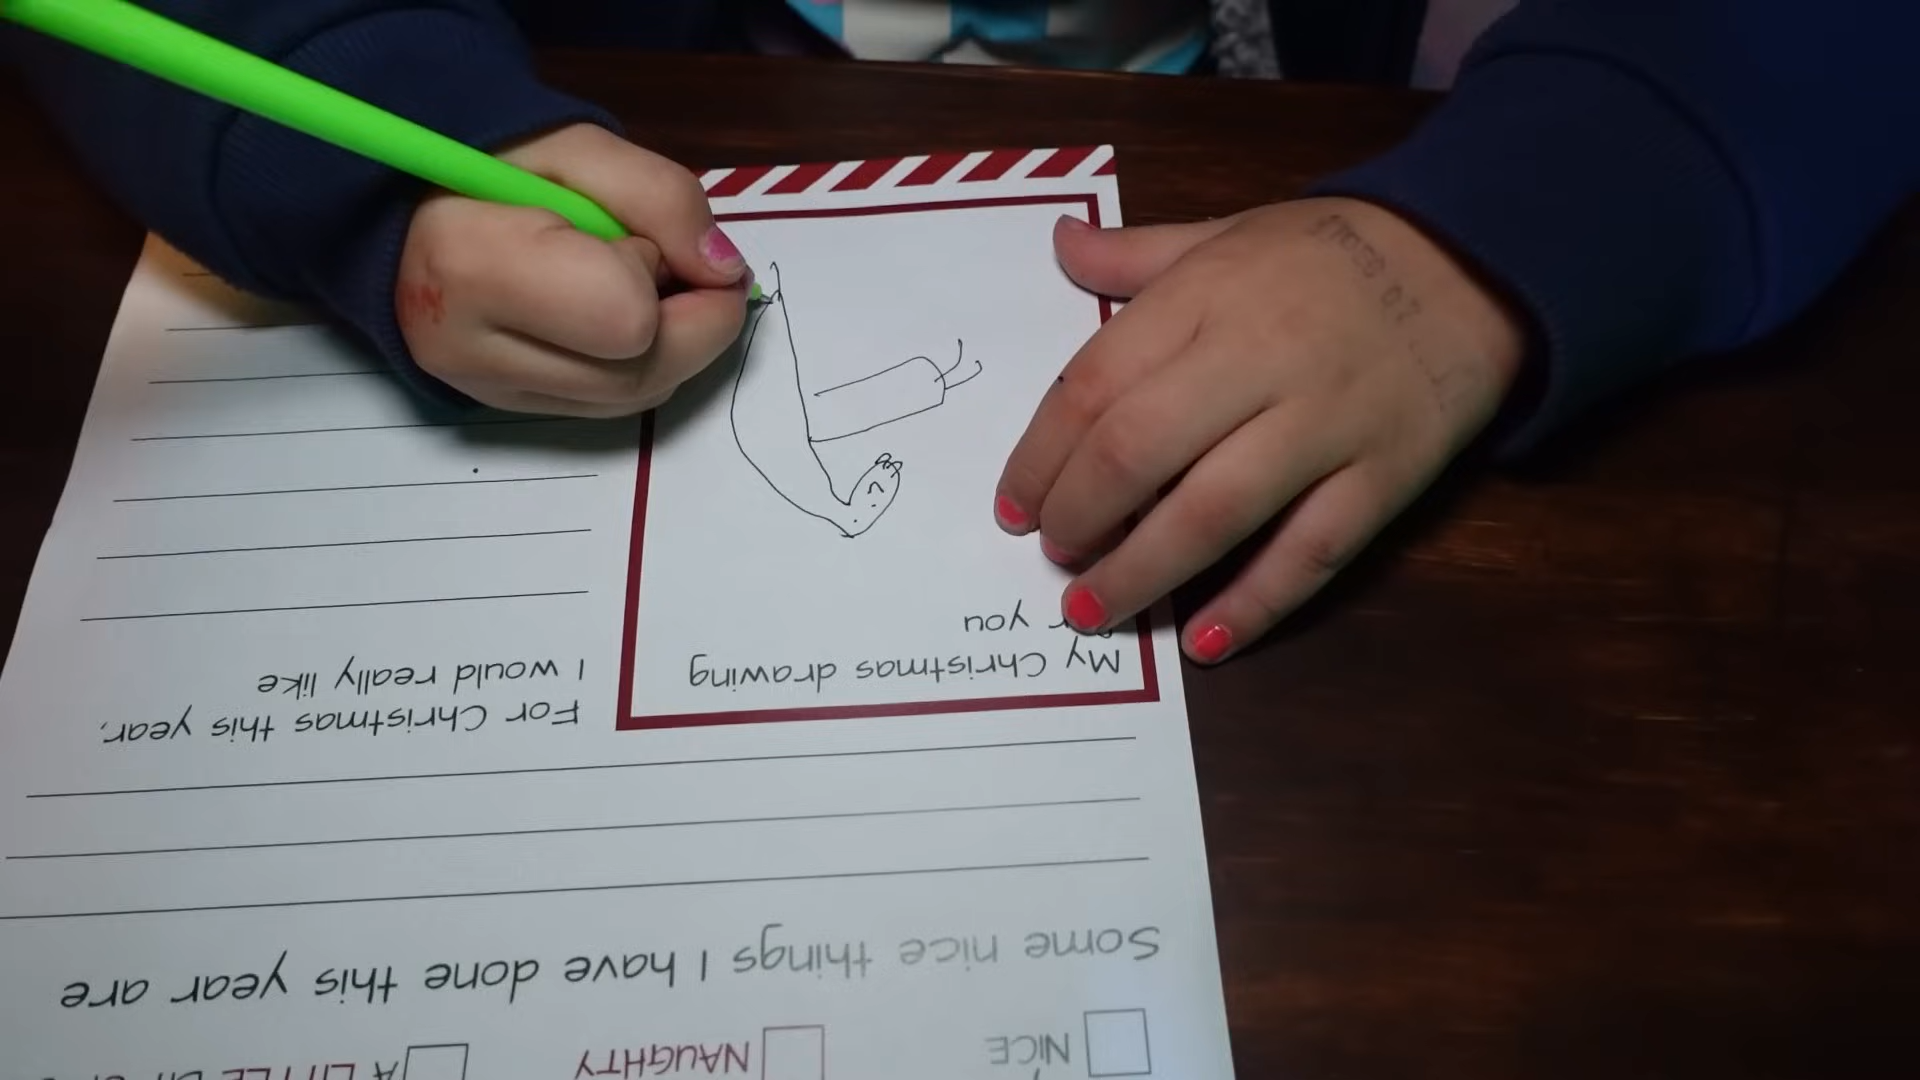 NICE
NAUGHTY
Some nice things I have done this year are
For Christmas this year,
I would really like
My Christmas drawing
you